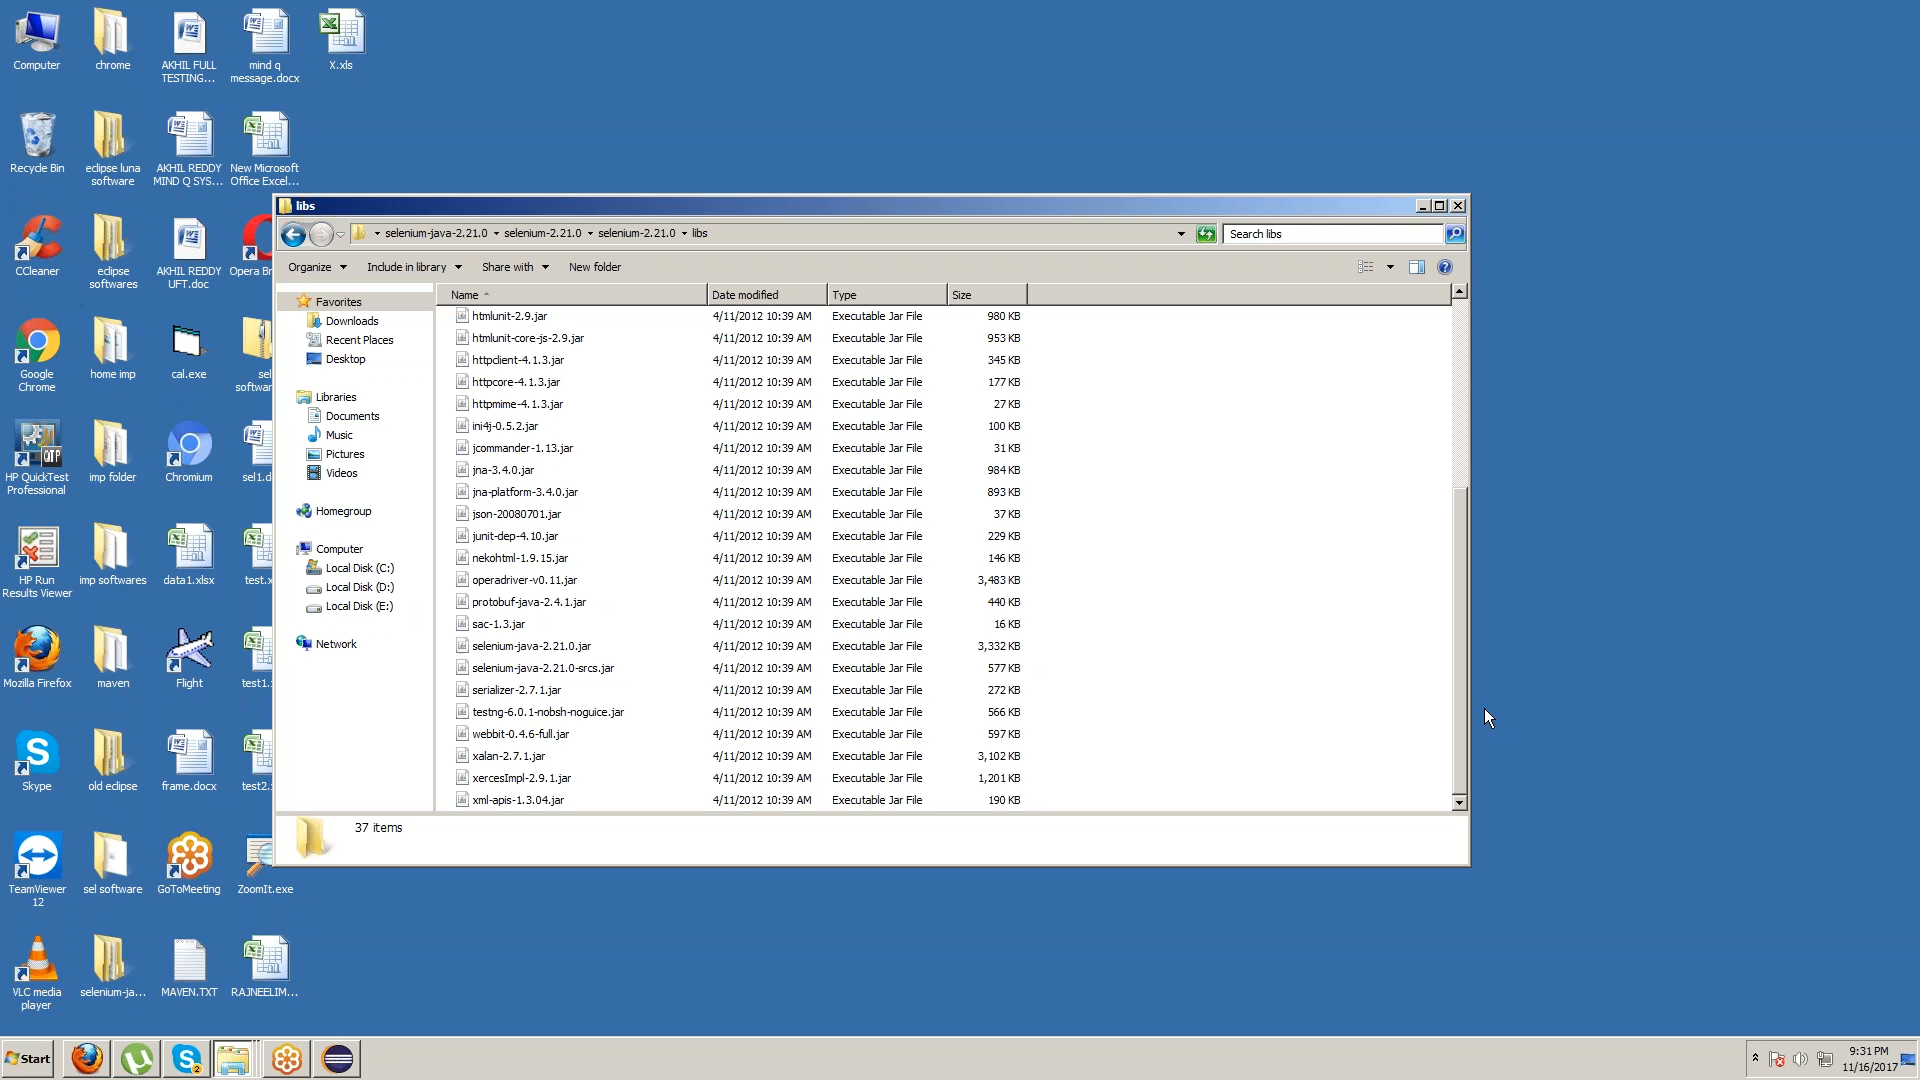 Computer
chrome
AKHIL FULL
TESTING...
mind q
message.docx
X.xls
Recycle Bin
eclipse luna
software
AKHIL REDDY
MIND Q SYS...
New Microsoft
Office Excel...
CCleaner
eclipse
softwares
AKHIL REDDY
UFT.doc
Opera Br
Google
Chrome
home imp
cal.exe
sel
softwar
HP QuickTest
Professional
QTP
imp folder
Chromium
sel1.d
HP Run
Results Viewer
imp softwares
data1.xlsx
test.x
Mozilla Firefox
maven
Flight
test1.
Skype
old eclipse
frame.docx
test2.
TeamViewer
12
sel software
GoToMeeting
ZoomIt.exe
VLC media
player
selenium-ja...
MAVEN.TXT
RAJNEELIM...
libs
selenium-java-2.21.0 selenium-2.21.0 selenium-2.21.0 libs
Search libs
Organize Include in library Share with New folder
Favorites
Downloads
Recent Places
Desktop
Libraries
Documents
Music
Pictures
Videos
Homegroup
Computer
Local Disk (C:)
Local Disk (D:)
Local Disk (E:)
Network
Name Date modified Type Size
htmlunit-2.9.jar 4/11/2012 10:39 AM Executable Jar File 980 KB
htmlunit-core-js-2.9.jar 4/11/2012 10:39 AM Executable Jar File 953 KB
httpclient-4.1.3.jar 4/11/2012 10:39 AM Executable Jar File 345 KB
httpcore-4.1.3.jar 4/11/2012 10:39 AM Executable Jar File 177 KB
httpmime-4.1.3.jar 4/11/2012 10:39 AM Executable Jar File 27 KB
ini4j-0.5.2.jar 4/11/2012 10:39 AM Executable Jar File 100 KB
jcommander-1.13.jar 4/11/2012 10:39 AM Executable Jar File 31 KB
jna-3.4.0.jar 4/11/2012 10:39 AM Executable Jar File 984 KB
jna-platform-3.4.0.jar 4/11/2012 10:39 AM Executable Jar File 893 KB
json-20080701.jar 4/11/2012 10:39 AM Executable Jar File 37 KB
junit-dep-4.10.jar 4/11/2012 10:39 AM Executable Jar File 229 KB
nekohtml-1.9.15.jar 4/11/2012 10:39 AM Executable Jar File 146 KB
operadriver-v0.11.jar 4/11/2012 10:39 AM Executable Jar File 3,483 KB
protobuf-java-2.4.1.jar 4/11/2012 10:39 AM Executable Jar File 440 KB
sac-1.3.jar 4/11/2012 10:39 AM Executable Jar File 16 KB
selenium-java-2.21.0.jar 4/11/2012 10:39 AM Executable Jar File 3,332 KB
selenium-java-2.21.0-srcs.jar 4/11/2012 10:39 AM Executable Jar File 577 KB
serializer-2.7.1.jar 4/11/2012 10:39 AM Executable Jar File 272 KB
testng-6.0.1-nobsh-noguice.jar 4/11/2012 10:39 AM Executable Jar File 566 KB
webbit-0.4.6-full.jar 4/11/2012 10:39 AM Executable Jar File 597 KB
xalan-2.7.1.jar 4/11/2012 10:39 AM Executable Jar File 3,102 KB
xercesImpl-2.9.1.jar 4/11/2012 10:39 AM Executable Jar File 1,201 KB
xml-apis-1.3.04.jar 4/11/2012 10:39 AM Executable Jar File 190 KB
37 items
Start
2
9:31 PM
11/16/2017